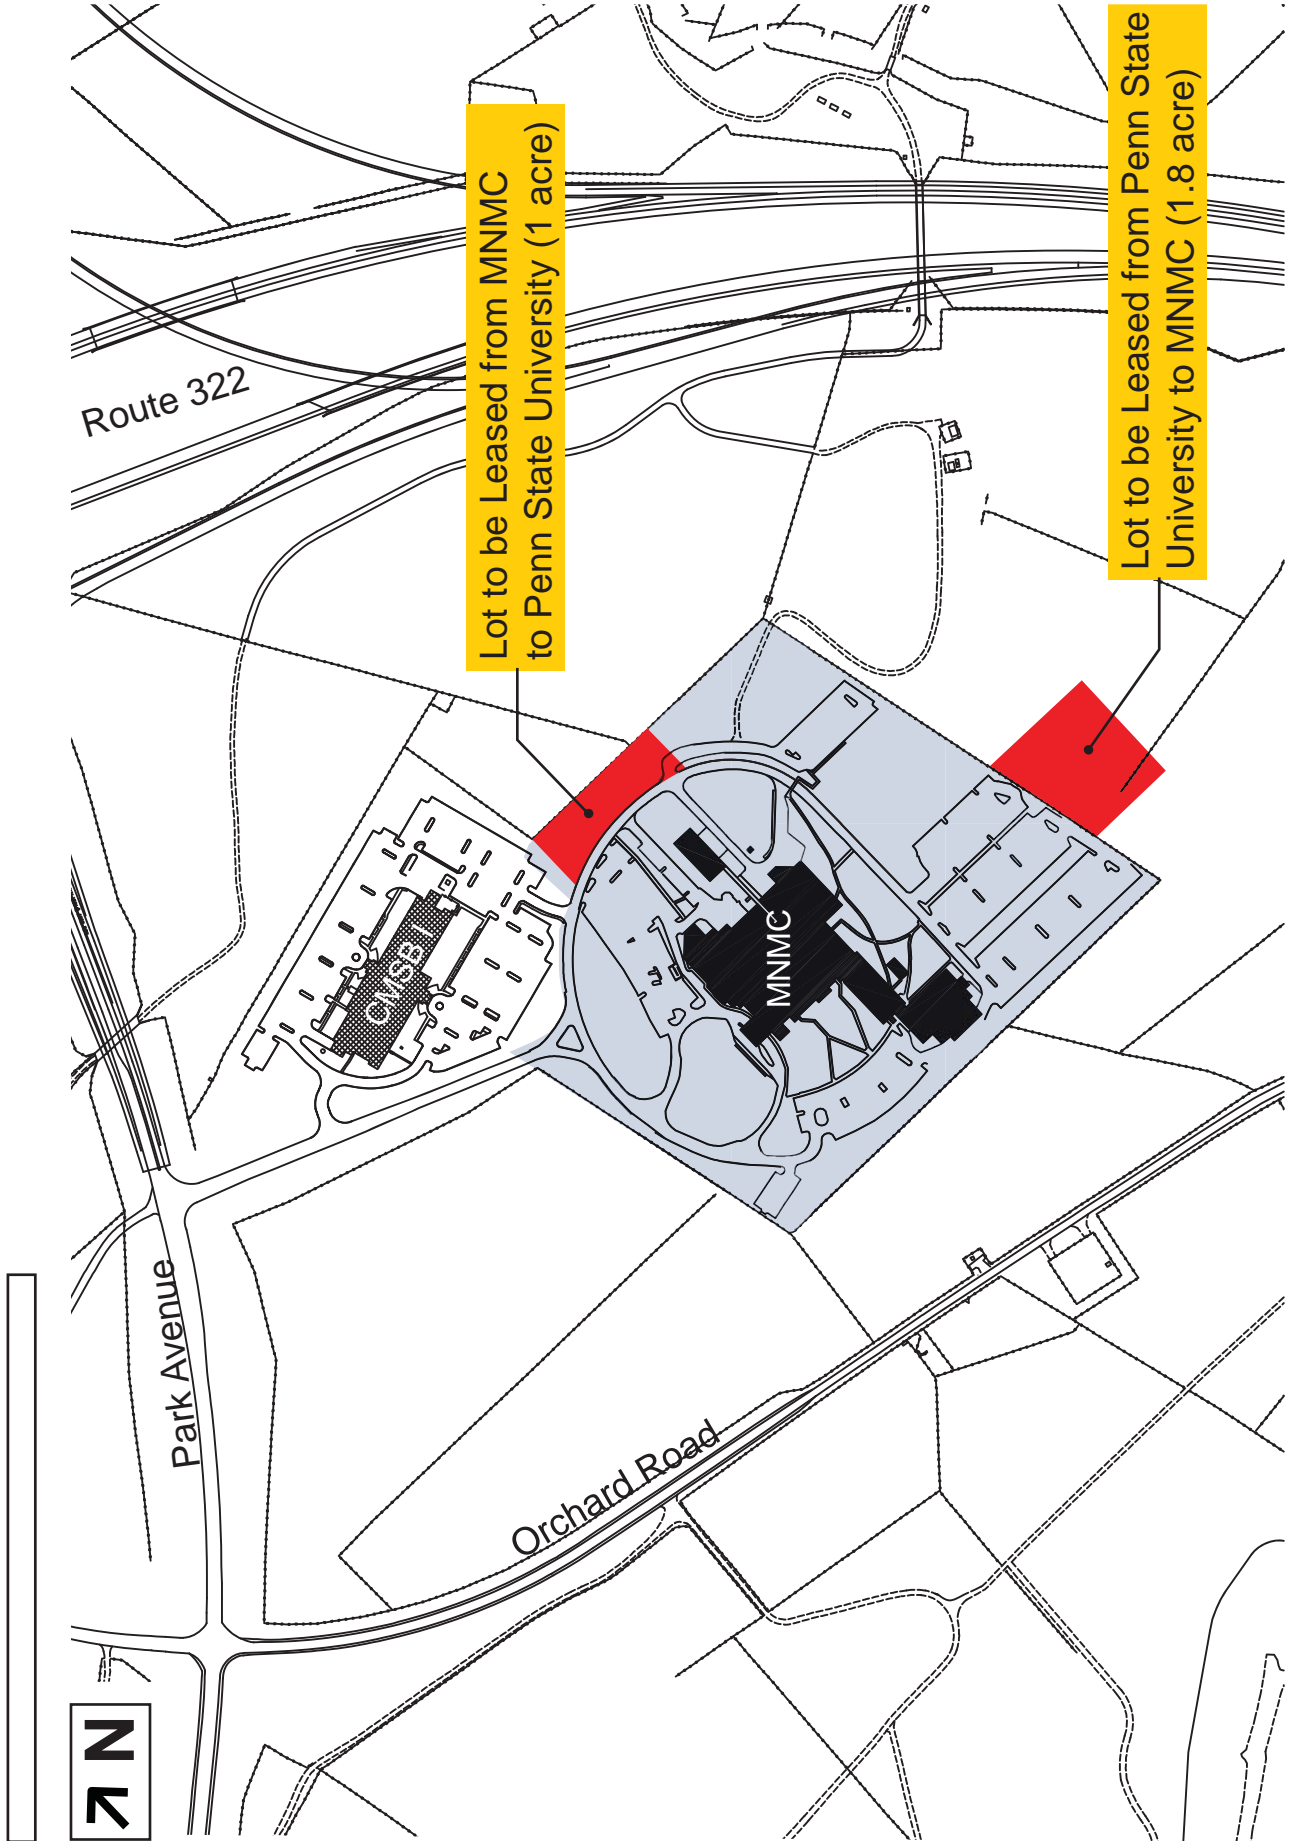 Route 322
Lot to be Leased from MNMC
to Penn State University (1 acre)
Lot to be Leased from Penn State
University to MNMC (1.8 acre)
CMSB I
MNMC
Park Avenue
Orchard Road
N